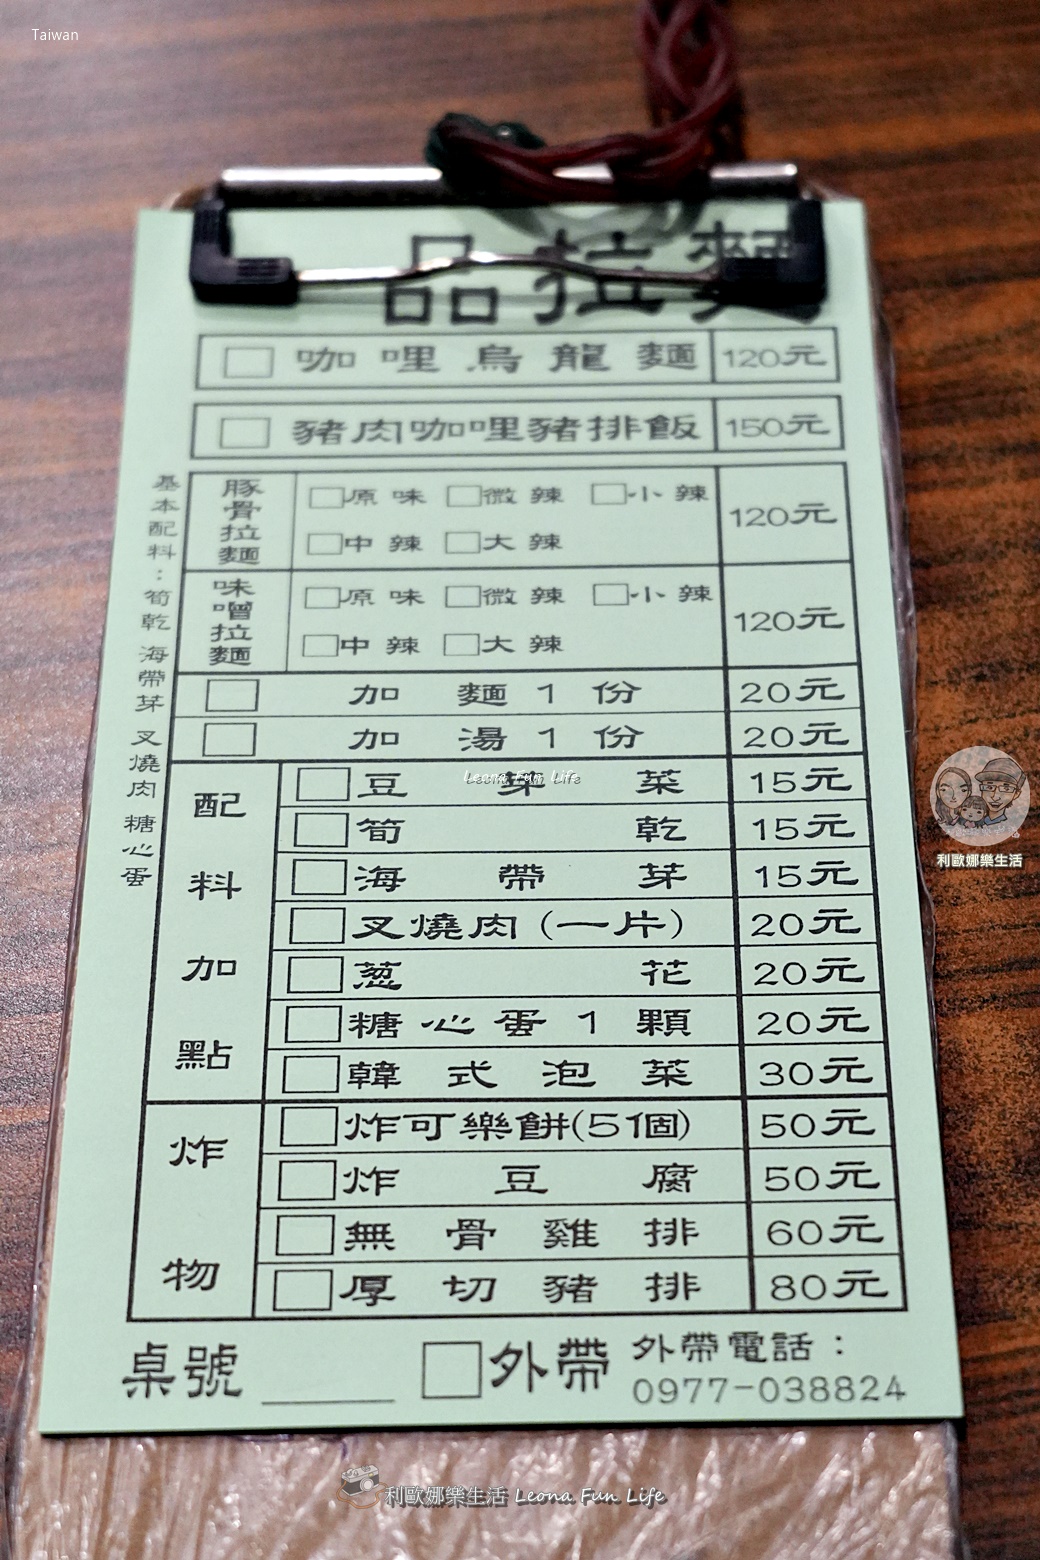 Taiwan
品拉麵
咖哩烏龍麵 120元
豬肉咖哩豬排飯 150元
基本配料：筍乾 海帶芽 叉燒肉 糖心蛋
豚骨拉麵 原味 微辣 小辣 120元
中辣 大辣
味噌拉麵 原味 微辣 小辣 120元
中辣 大辣
加麵1份 20元
加湯1份 20元
配料加點
豆芽菜 15元
筍乾 15元
海帶芽 15元
叉燒肉(一片) 20元
葱花 20元
糖心蛋1顆 20元
韓式泡菜 30元
炸物
炸可樂餅(5個) 50元
炸豆腐 50元
無骨雞排 60元
厚切豬排 80元
桌號 外帶 外帶電話：
0977-038824
Leona Fun Life
利歐娜樂生活
利歐娜樂生活 Leona Fun Life